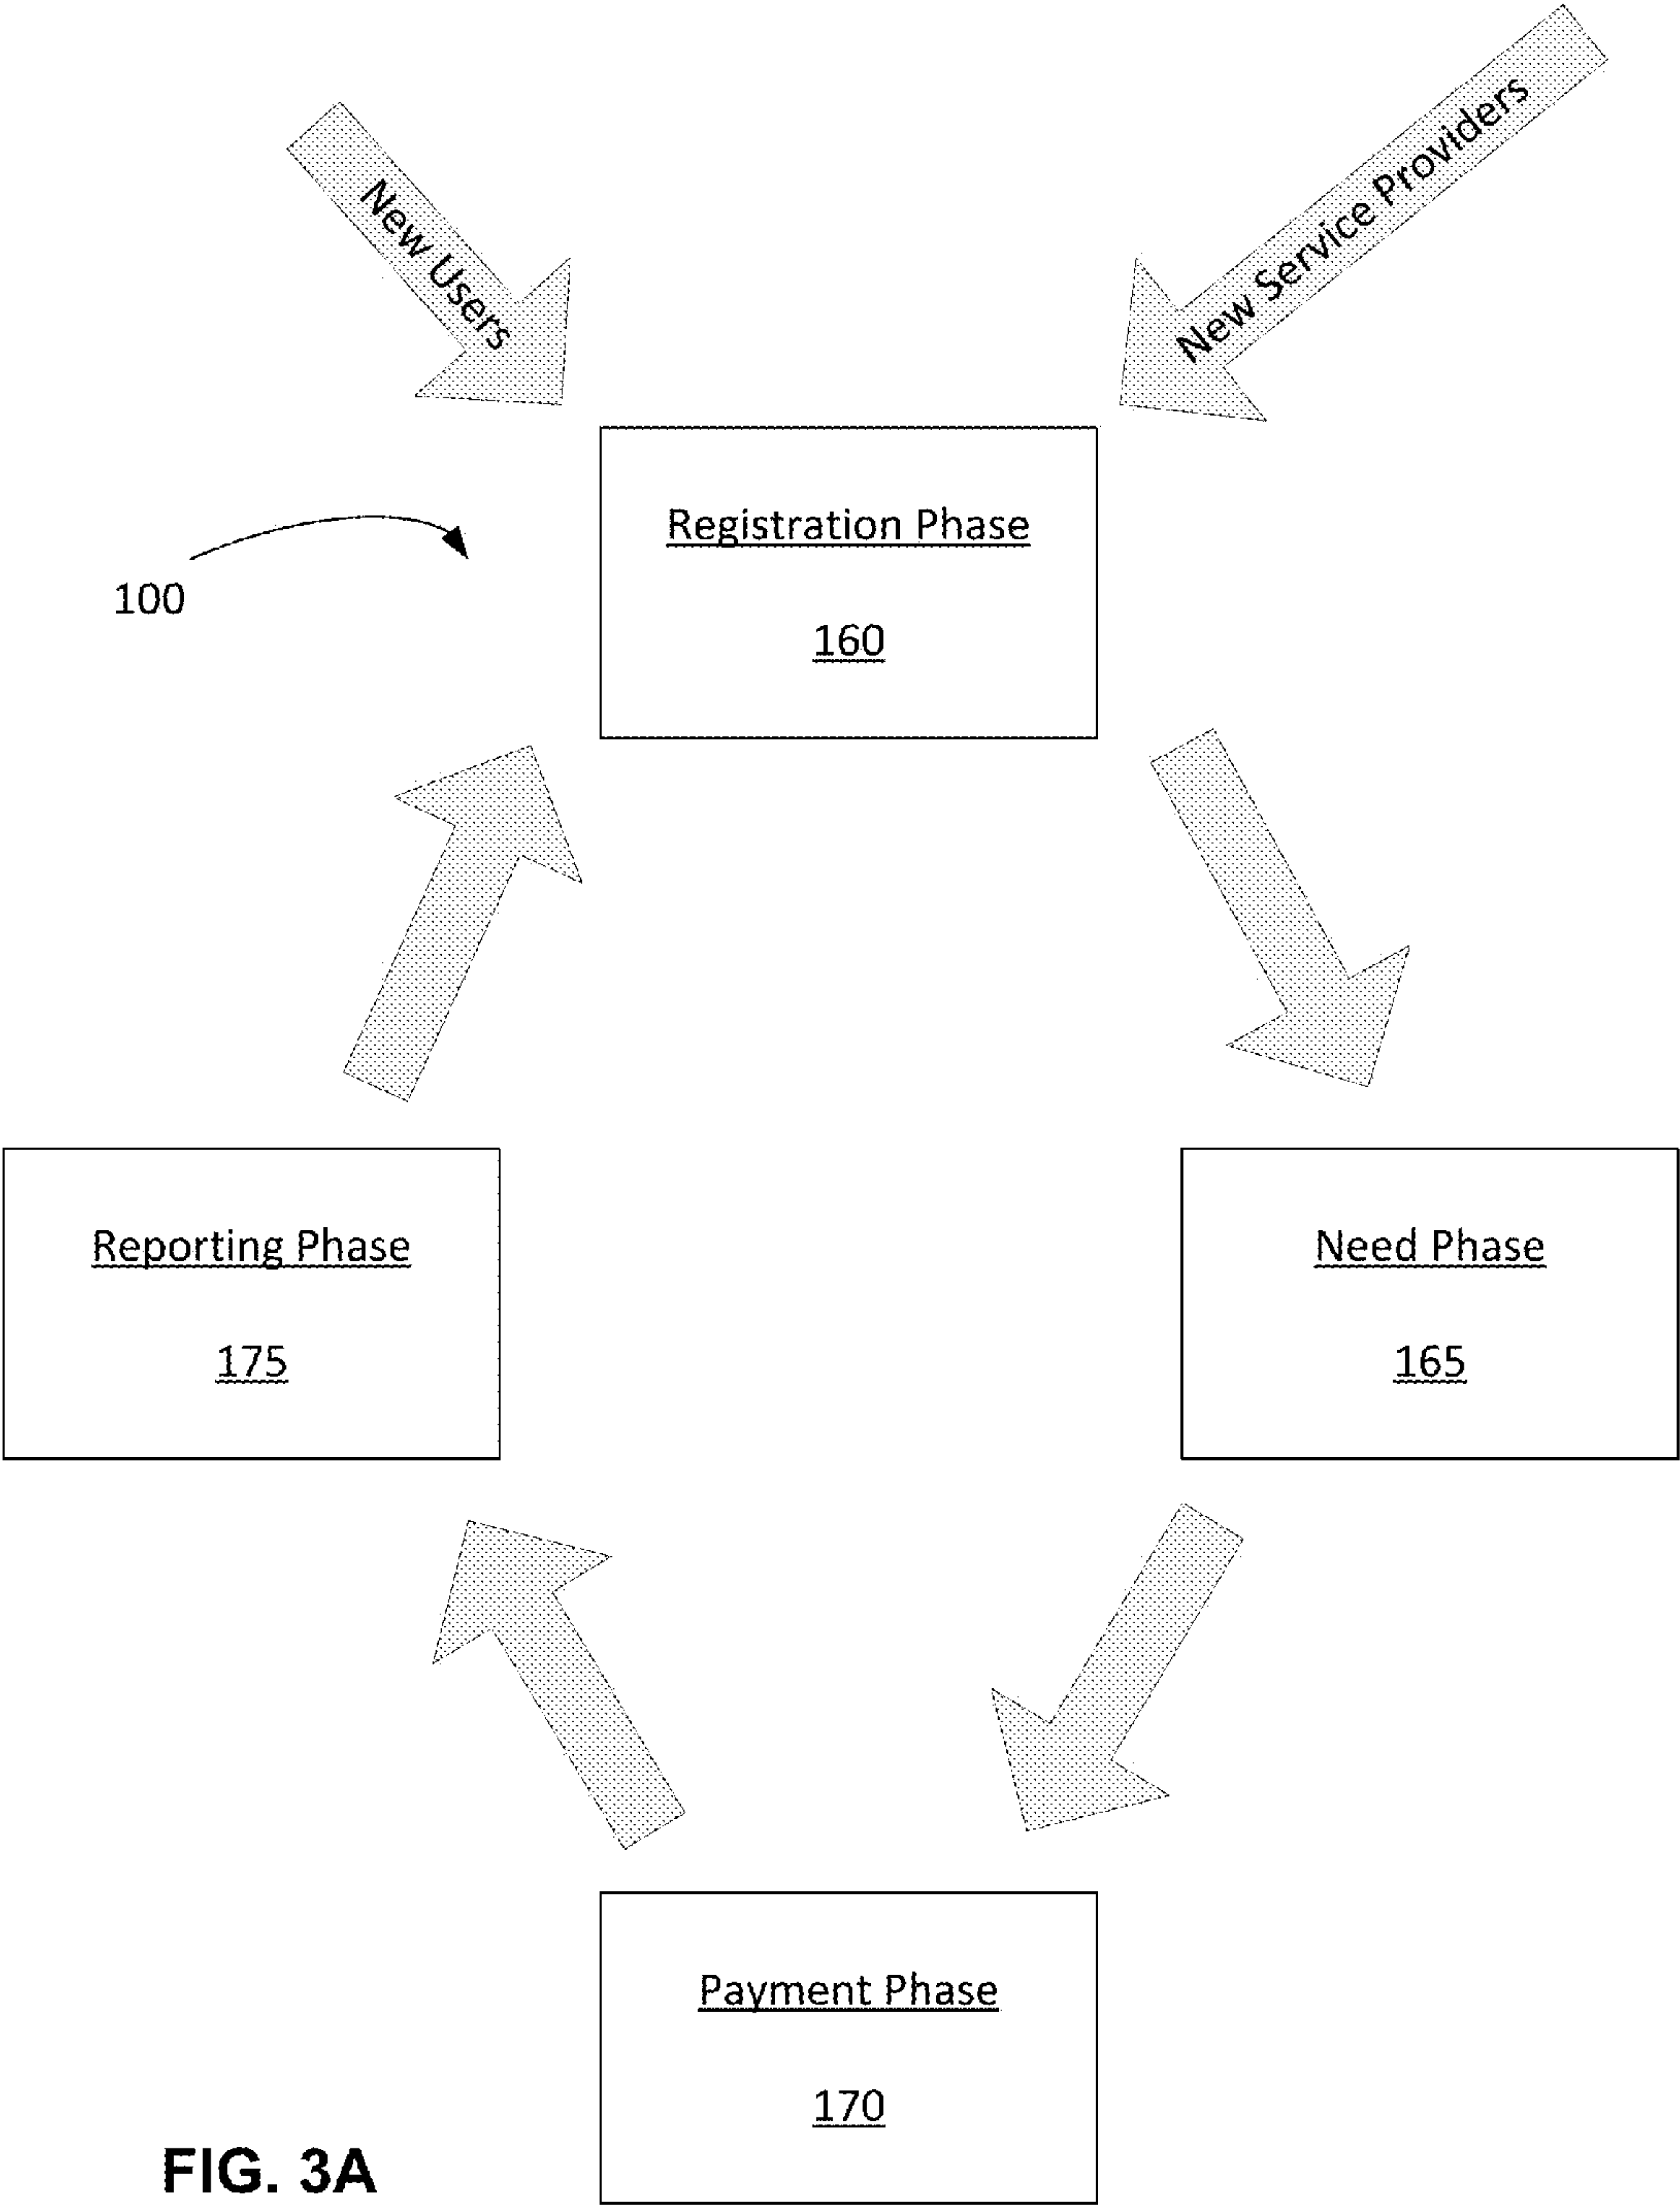 New Users
New Service Providers
Registration Phase
160
100
Reporting Phase
175
Need Phase
165
Payment Phase
170
FIG. 3A